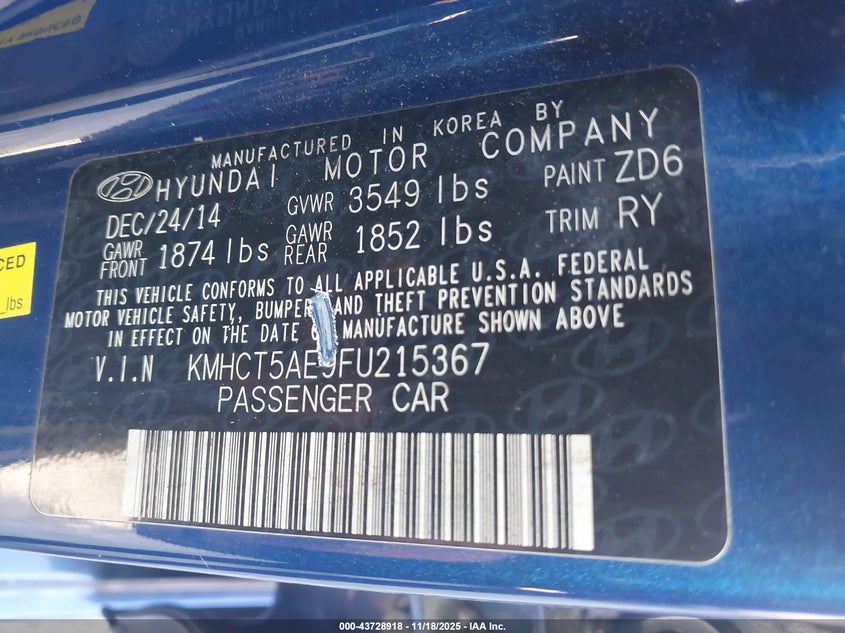 MANUFACTURED IN KOREA BY
HYUNDAI MOTOR COMPANY
DEC/24/14 GVWR 3549 lbs PAINT ZD6
GAWR FRONT 1874 lbs GAWR REAR 1852 lbs TRIM RY
THIS VEHICLE CONFORMS TO ALL APPLICABLE U.S.A. FEDERAL
MOTOR VEHICLE SAFETY, BUMPER, AND THEFT PREVENTION STANDARDS
IN EFFECT ON THE DATE MANUFACTURE SHOWN ABOVE
V.I.N KMHCT5AE9FU215367
PASSENGER CAR
lbs
000-43728918 - 11/18/2025 - IAA Inc.